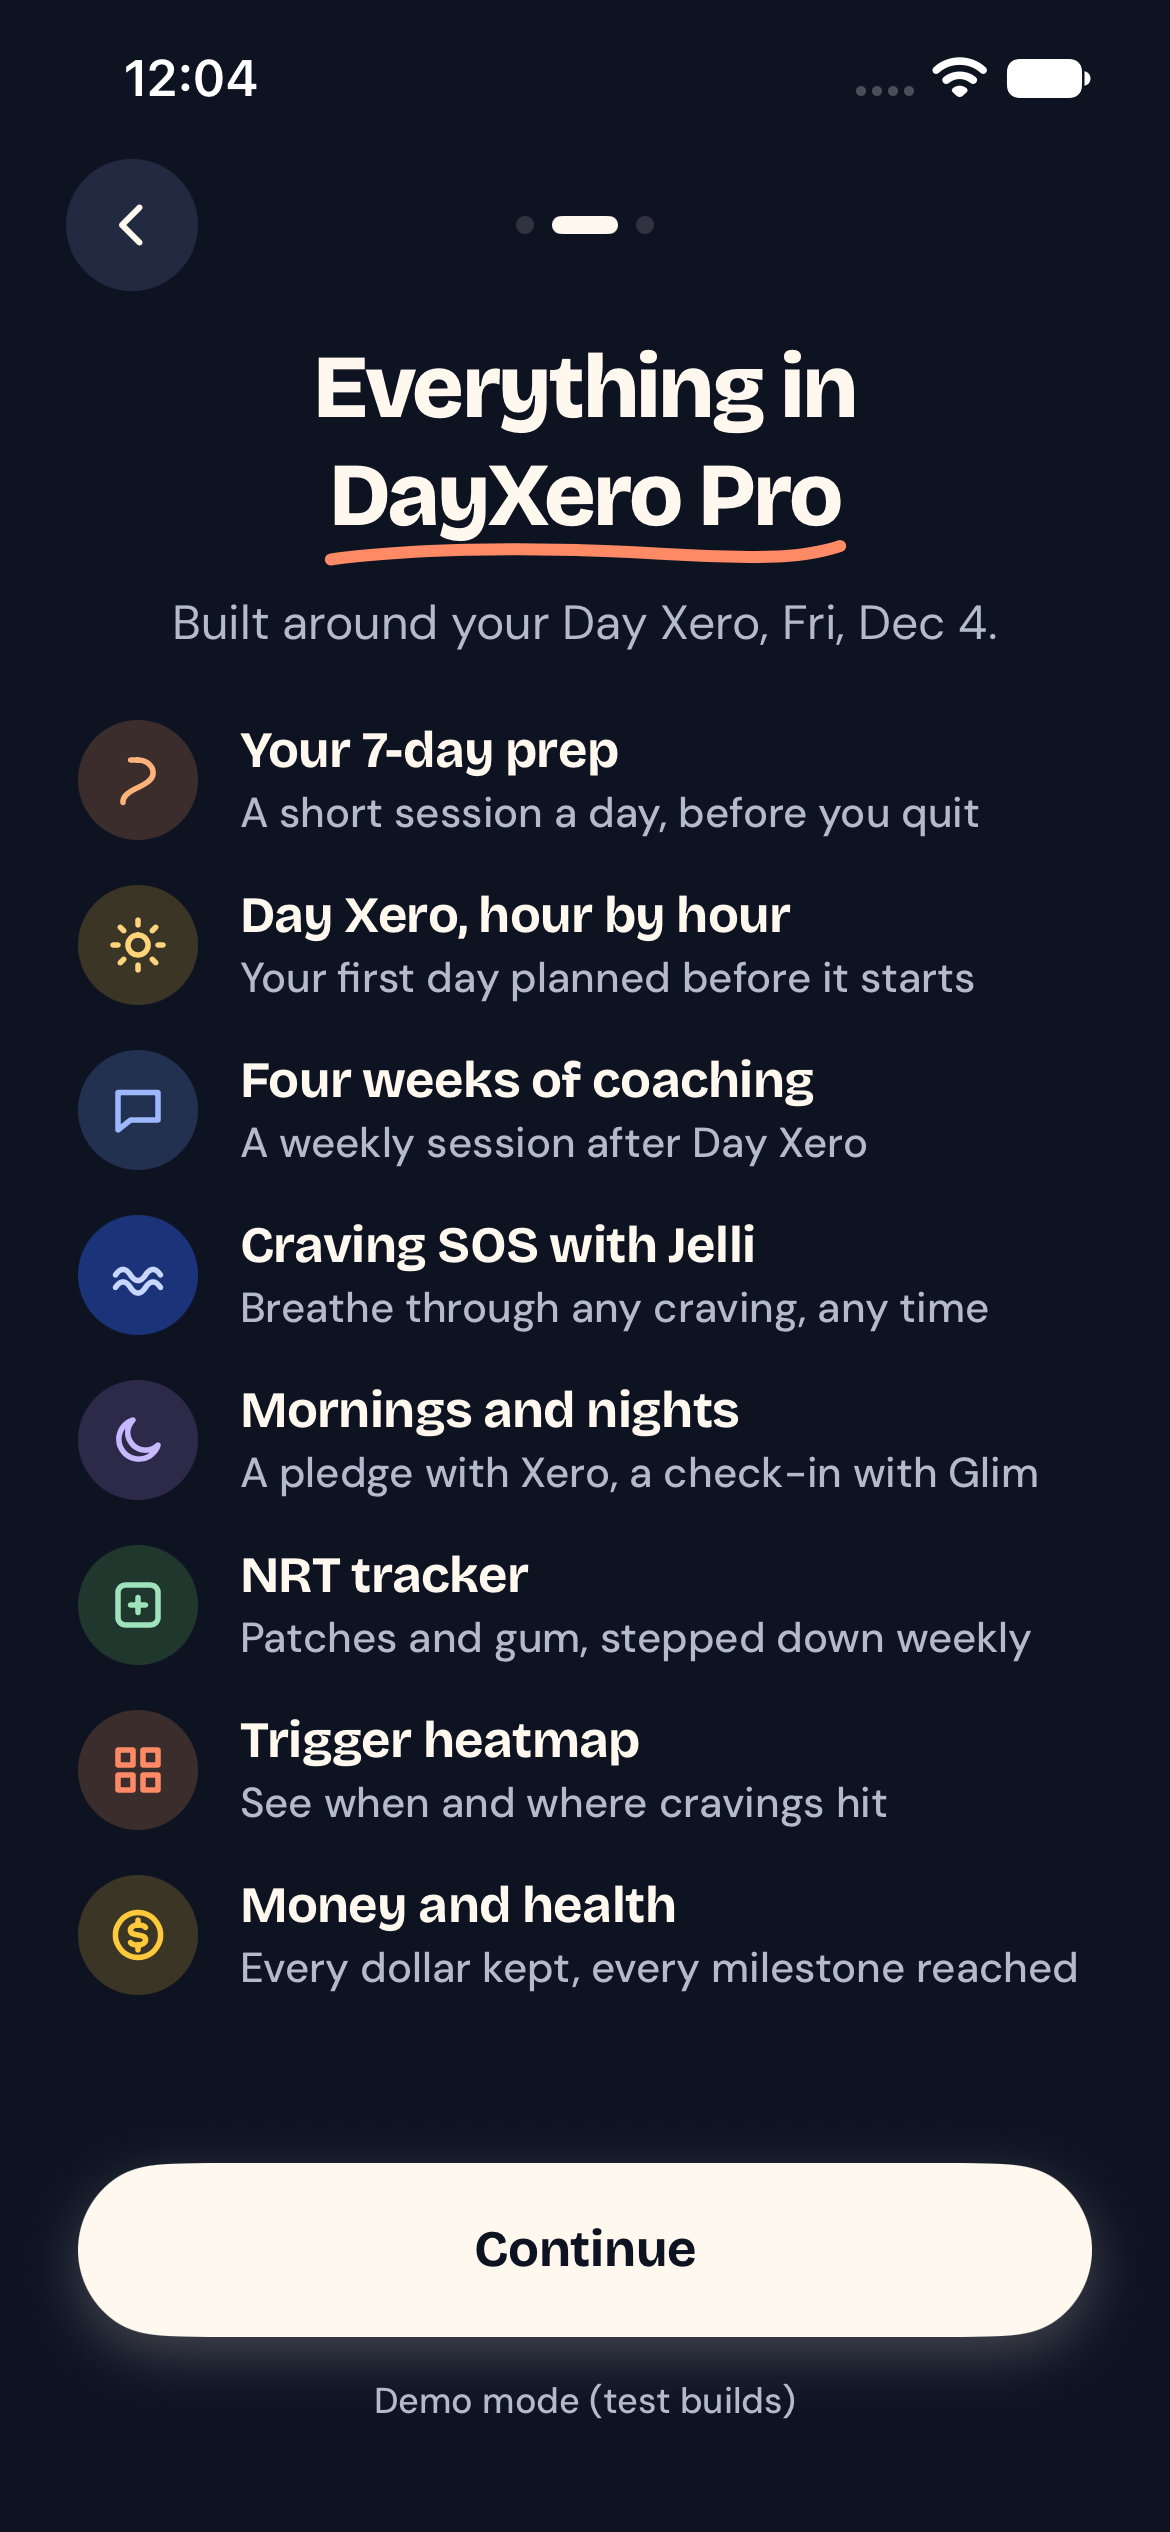 12:04
Everything in
DayXero Pro
Built around your Day Xero, Fri, Dec 4.
Your 7-day prep
A short session a day, before you quit
Day Xero, hour by hour
Your first day planned before it starts
Four weeks of coaching
A weekly session after Day Xero
Craving SOS with Jelli
Breathe through any craving, any time
Mornings and nights
A pledge with Xero, a check-in with Glim
NRT tracker
Patches and gum, stepped down weekly
Trigger heatmap
See when and where cravings hit
Money and health
Every dollar kept, every milestone reached
Continue
Demo mode (test builds)